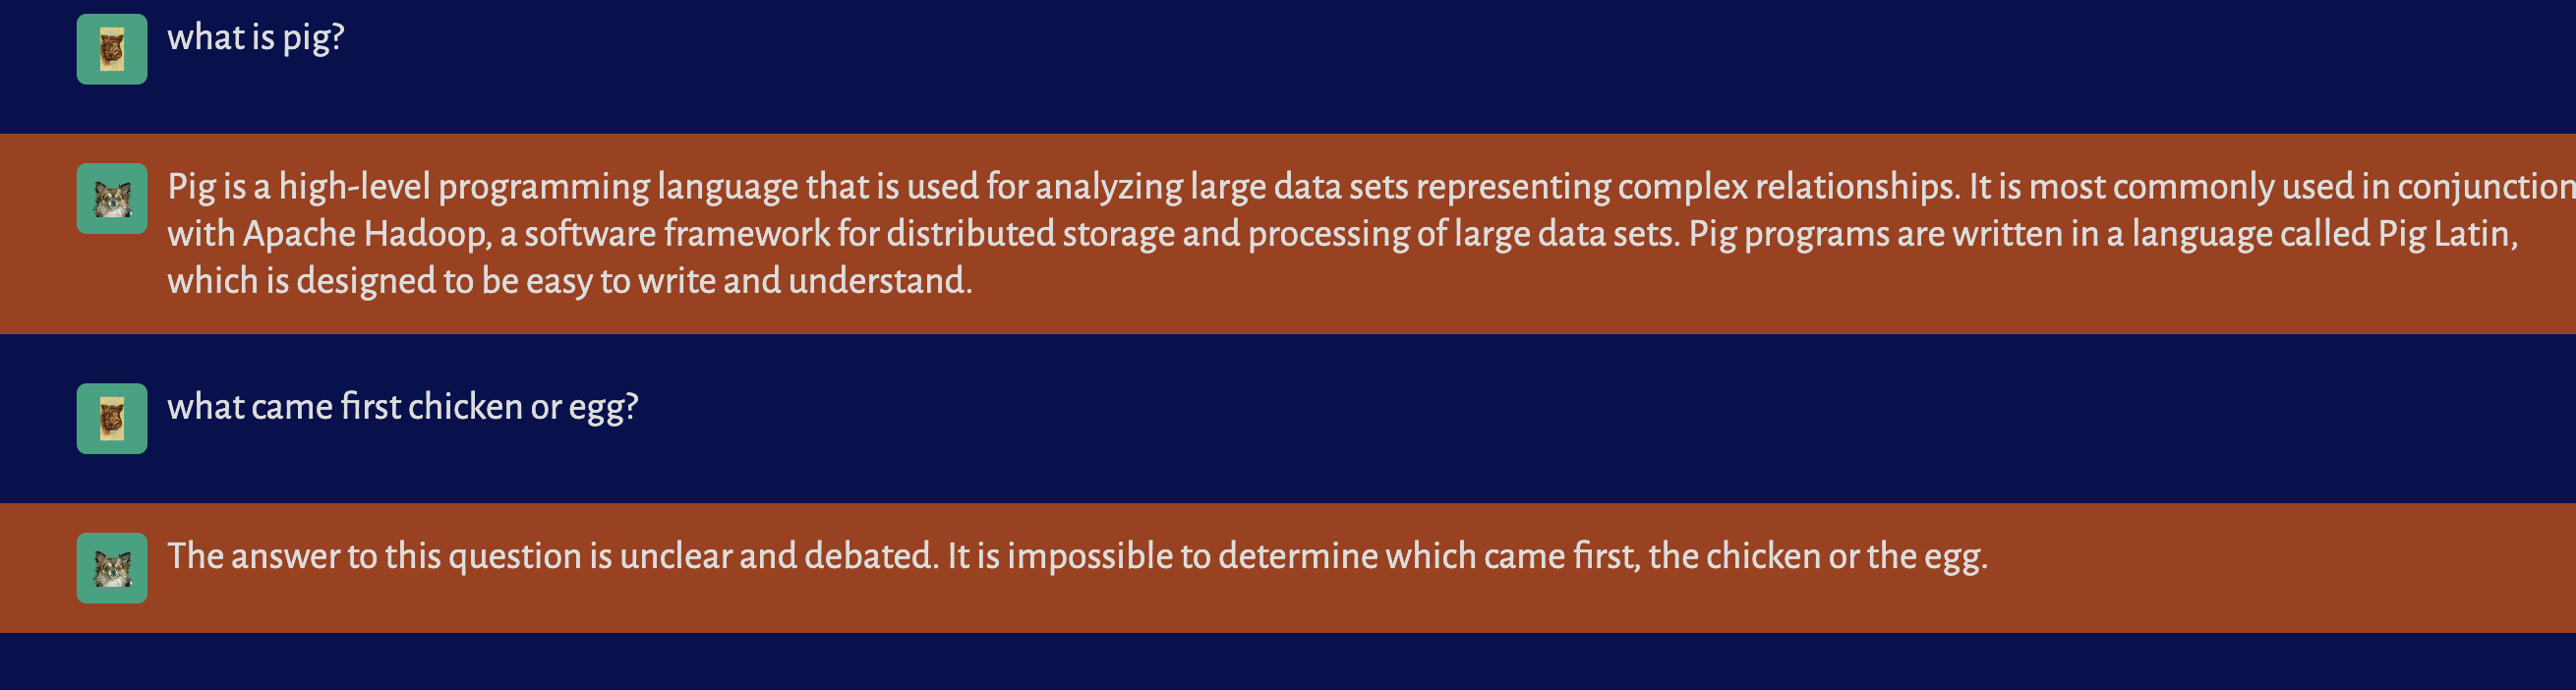 what is pig?
Pig is a high-level programming language that is used for analyzing large data sets representing complex relationships. It is most commonly used in conjunction
with Apache Hadoop, a software framework for distributed storage and processing of large data sets. Pig programs are written in a language called Pig Latin,
which is designed to be easy to write and understand.
what came first chicken or egg?
The answer to this question is unclear and debated. It is impossible to determine which came first, the chicken or the egg.